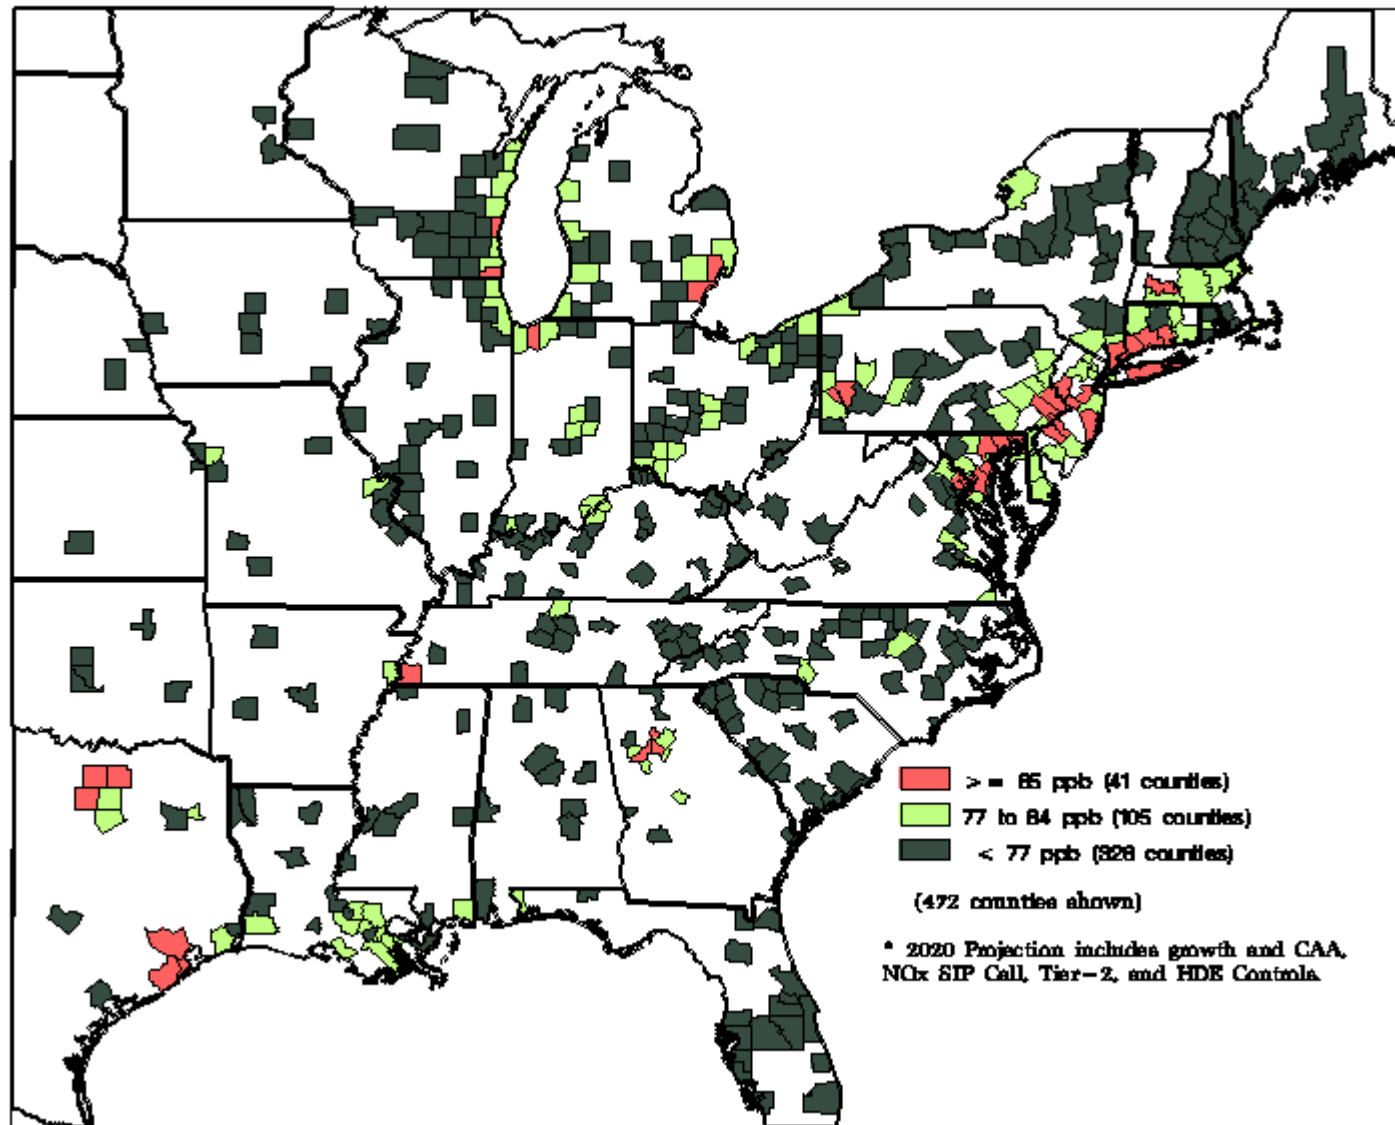 > = 85 ppb (41 counties)
77 to 84 ppb (105 counties)
< 77 ppb (326 counties)
(472 counties shown)
* 2020 Projection includes growth and CAA,
NOx SIP Call, Tier-2, and HDE Controls.